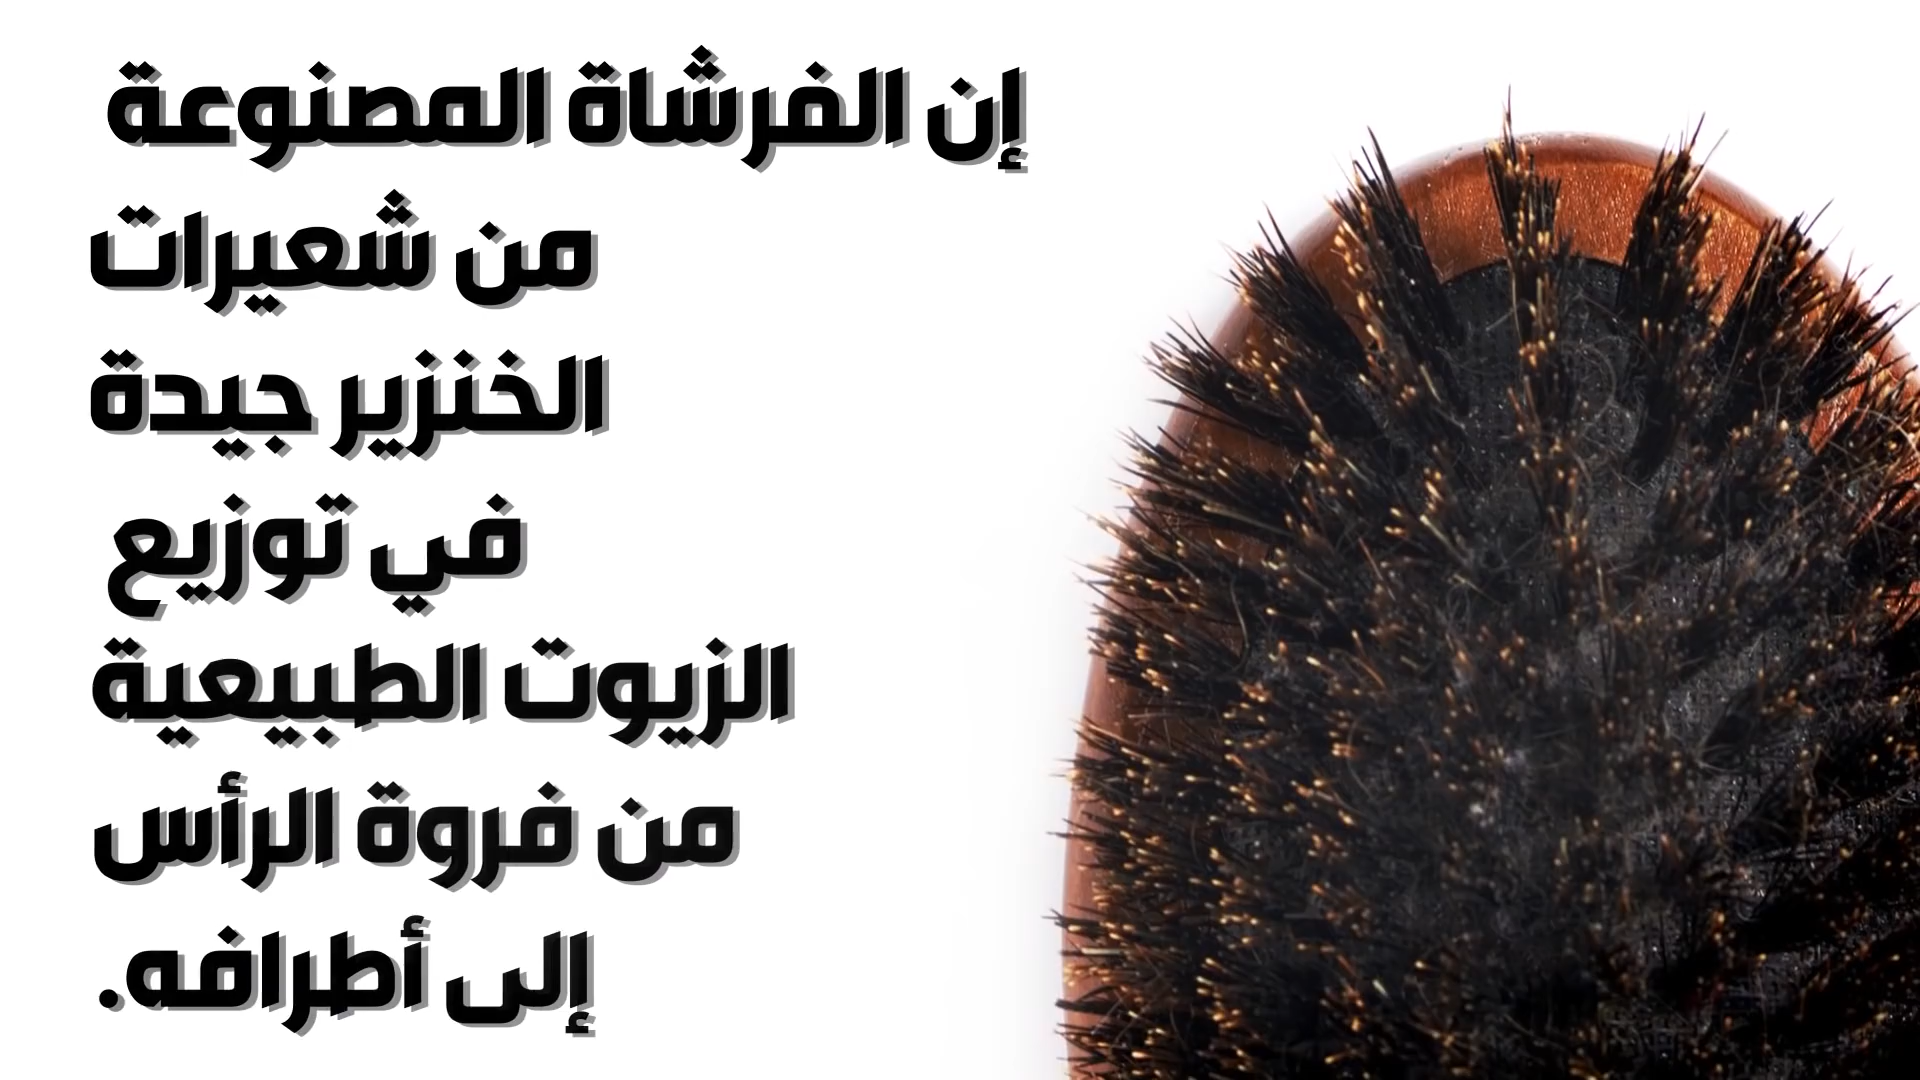 إن الفرشاة المصنوعة
من شعيرات
الخنزير جيدة
في توزيع
الزيوت الطبيعية
من فروة الرأس
إلى أطرافه.